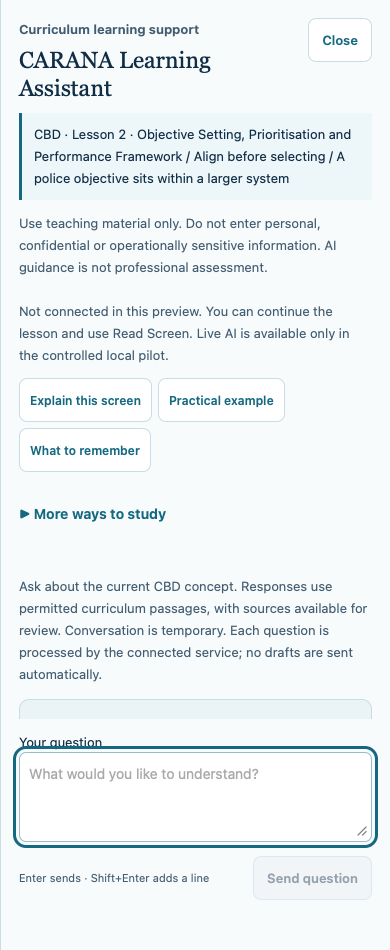 Curriculum learning support
Close
CARANA Learning
Assistant
CBD · Lesson 2 · Objective Setting, Prioritisation and
Performance Framework / Align before selecting / A
police objective sits within a larger system
Use teaching material only. Do not enter personal,
confidential or operationally sensitive information. AI
guidance is not professional assessment.
Not connected in this preview. You can continue the
lesson and use Read Screen. Live AI is available only in
the controlled local pilot.
Explain this screen
Practical example
What to remember
▶ More ways to study
Ask about the current CBD concept. Responses use
permitted curriculum passages, with sources available for
review. Conversation is temporary. Each question is
processed by the connected service; no drafts are sent
automatically.
Your question
What would you like to understand?
Enter sends · Shift+Enter adds a line
Send question